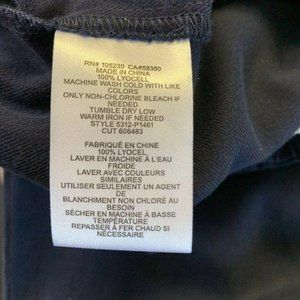 RN# 105230 CA#59360
MADE IN CHINA
100% LYOCELL
MACHINE WASH COLD WITH LIKE
COLORS
ONLY NON-CHLORINE BLEACH IF
NEEDED
TUMBLE DRY LOW
WARM IRON IF NEEDED
STYLE 5312-P1461
CUT 606483
FABRIQUÉ EN CHINE
100% LYOCEL
LAVER EN MACHINE À L'EAU
FROIDE
LAVER AVEC COULEURS
SIMILAIRES
UTILISER SEULEMENT UN AGENT
DE
BLANCHIMENT NON CHLORÉ AU
BESOIN
SÉCHER EN MACHINE À BASSE
TEMPÉRATURE
REPASSER À FER CHAUD SI
NÉCESSAIRE